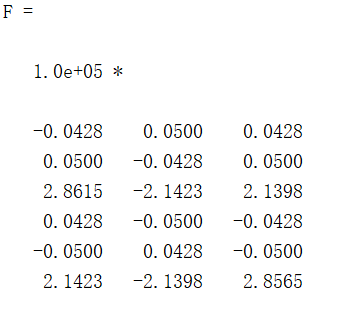 F =
1.0e+05 *
-0.0428 0.0500 0.0428
0.0500 -0.0428 0.0500
2.8615 -2.1423 2.1398
0.0428 -0.0500 -0.0428
-0.0500 0.0428 -0.0500
2.1423 -2.1398 2.8565